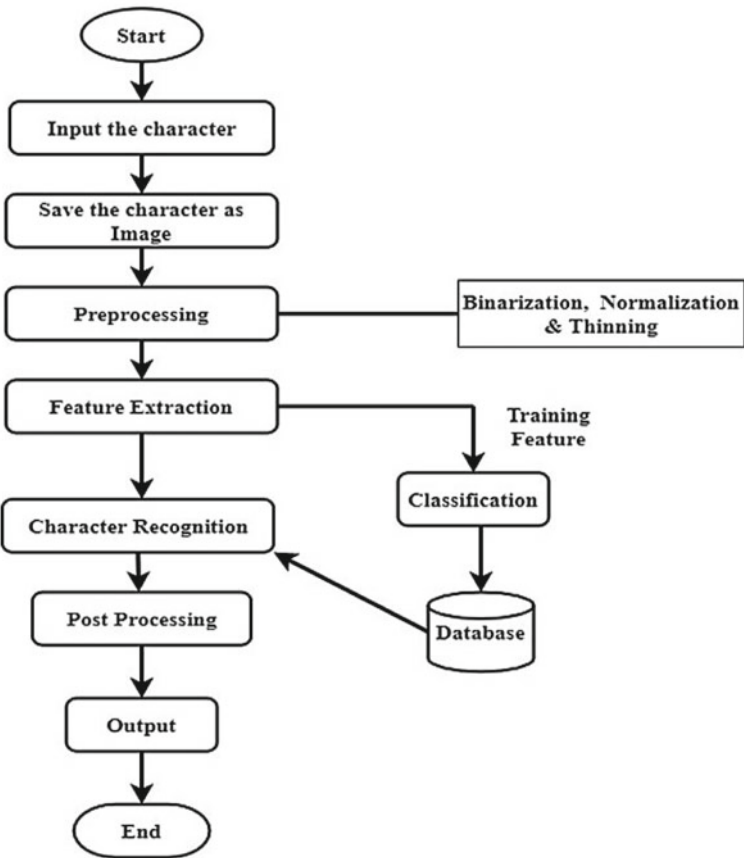 Start
Input the character
Save the character as
Image
Preprocessing
Binarization, Normalization
& Thinning
Feature Extraction
Training
Feature
Classification
Character Recognition
Post Processing
Database
Output
End